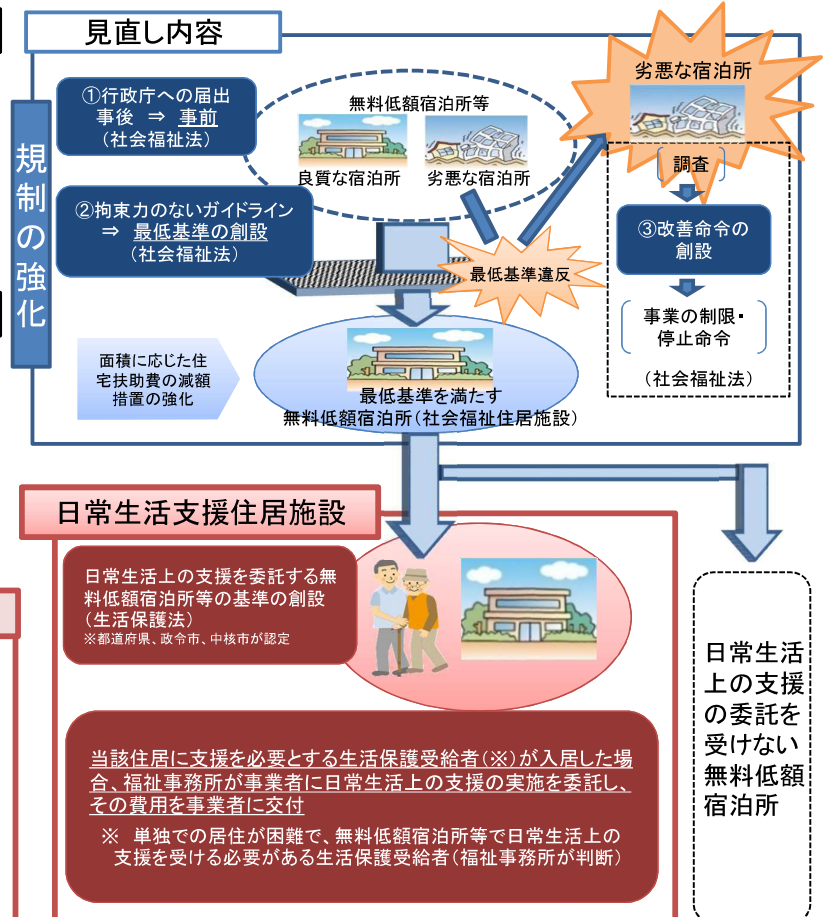 見直し内容
規制の強化
①行政庁への届出
事後 ⇒ 事前
(社会福祉法)
②拘束力のないガイドライン
⇒ 最低基準の創設
(社会福祉法)
無料低額宿泊所等
良質な宿泊所
劣悪な宿泊所
最低基準違反
劣悪な宿泊所
調査
③改善命令の
創設
事業の制限・
停止命令
(社会福祉法)
面積に応じた住
宅扶助費の減額
措置の強化
最低基準を満たす
無料低額宿泊所(社会福祉住居施設)
日常生活支援住居施設
日常生活上の支援を委託する無
料低額宿泊所等の基準の創設
(生活保護法)
※都道府県、政令市、中核市が認定
当該住居に支援を必要とする生活保護受給者(※)が入居した場
合、福祉事務所が事業者に日常生活上の支援の実施を委託し、
その費用を事業者に交付
※ 単独での居住が困難で、無料低額宿泊所等で日常生活上の
支援を受ける必要がある生活保護受給者(福祉事務所が判断)
日常生活
上の支援
の委託を
受けない
無料低額
宿泊所